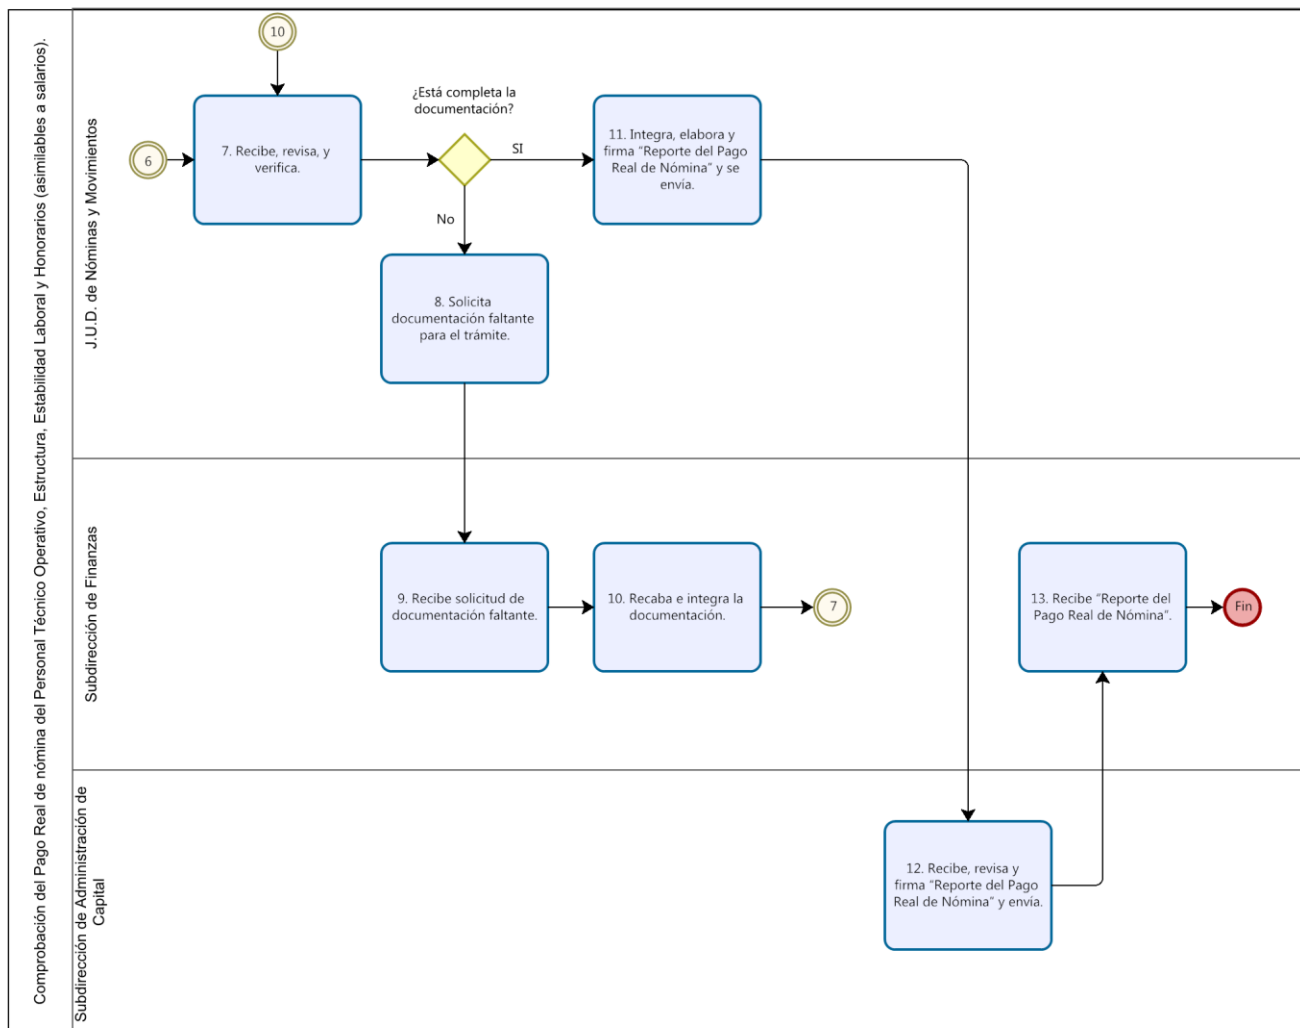 Comprobación del Pago Real de nómina del Personal Técnico Operativo, Estructura, Estabilidad Laboral y Honorarios (asimilables a salarios).
J.U.D. de Nóminas y Movimientos
10
6
7. Recibe, revisa, y
verifica.
¿Está completa la
documentación?
SI
No
11. Integra, elabora y
firma “Reporte del Pago
Real de Nómina” y se
envía.
8. Solicita
documentación faltante
para el trámite.
Subdirección de Finanzas
9. Recibe solicitud de
documentación faltante.
10. Recaba e integra la
documentación.
7
13. Recibe “Reporte del
Pago Real de Nómina”.
Fin
Subdirección de Administración de
Capital
12. Recibe, revisa y
firma “Reporte del Pago
Real de Nómina” y envía.